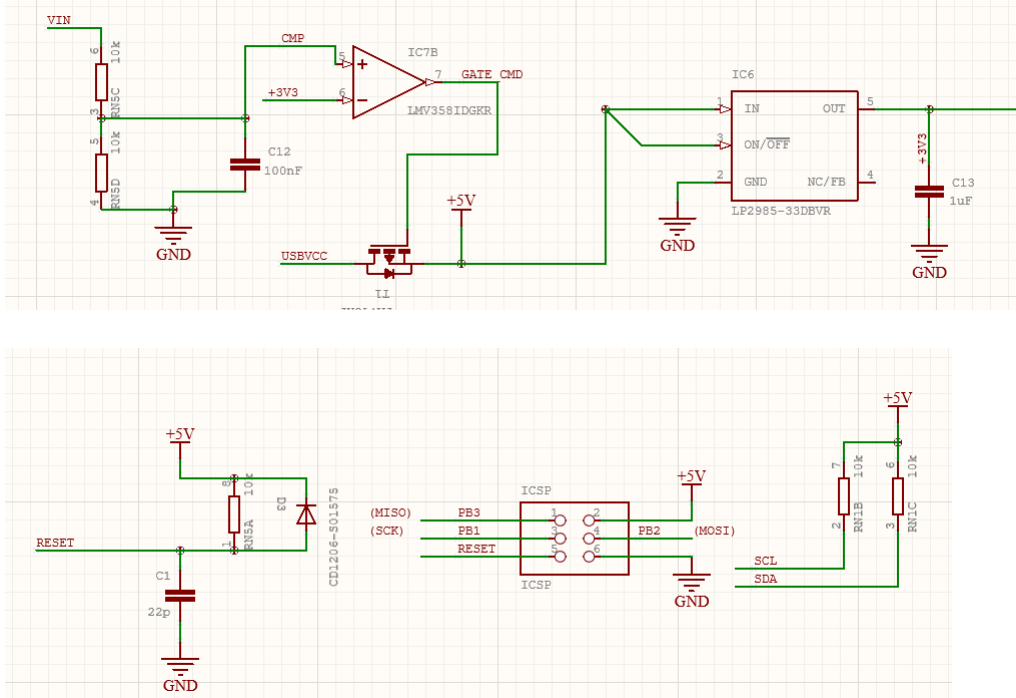 VIN
6
10k
RN5C
3
5
10k
RN5D
4
CMP
5
+3V3
6
IC7B
7
GATE_CMD
LMV358IDGKR
C12
100nF
GND
USBVCC
T1
+5V
IC6
1
IN
OUT
5
3
ON/OFF
2
GND
NC/FB
4
LP2985-33DBVR
GND
+3V3
C13
1uF
GND
+5V
8
10k
RN5A
1
D3
CD1206-S01575
RESET
C1
22p
GND
ICSP
(MISO)
PB3
1
2
+5V
(SCK)
PB1
3
4
PB2
(MOSI)
RESET
5
6
ICSP
GND
+5V
7
10k
RN1B
2
6
10k
RN1C
3
SCL
SDA